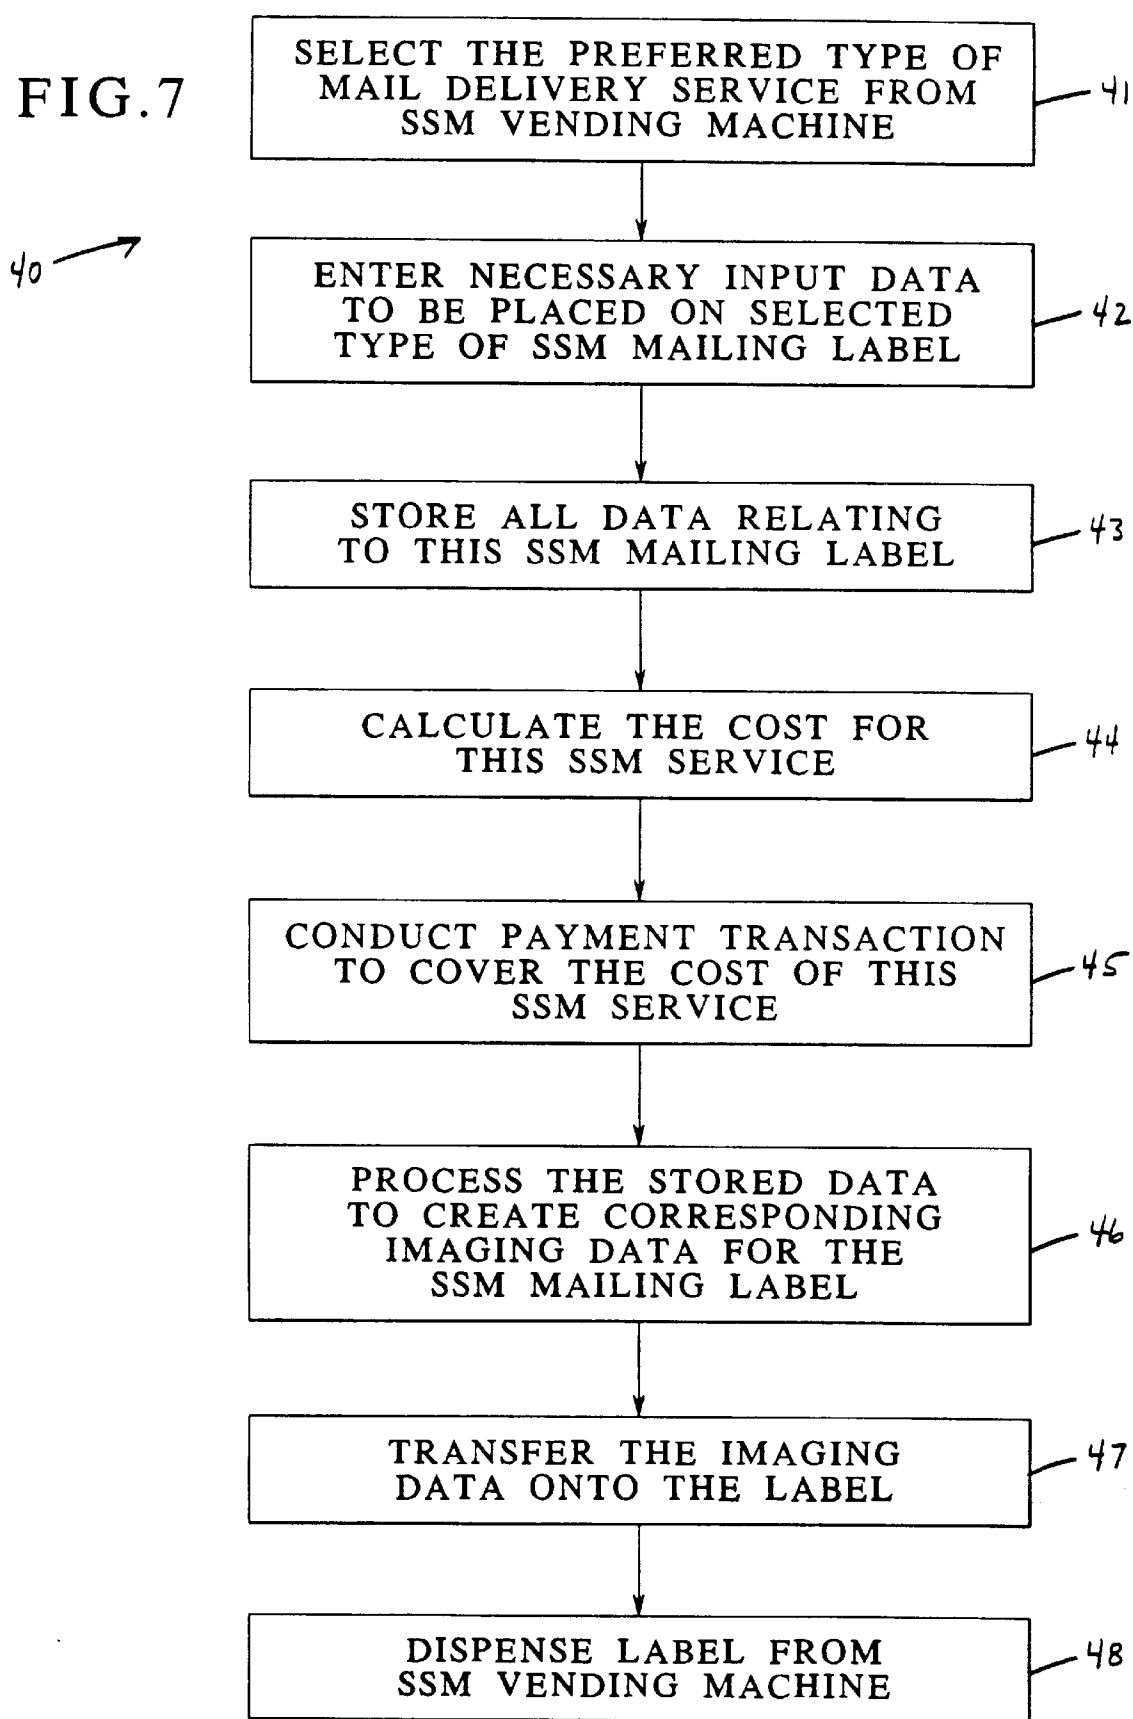 FIG.7
SELECT THE PREFERRED TYPE OF
MAIL DELIVERY SERVICE FROM
SSM VENDING MACHINE
41
40
ENTER NECESSARY INPUT DATA
TO BE PLACED ON SELECTED
TYPE OF SSM MAILING LABEL
42
STORE ALL DATA RELATING
TO THIS SSM MAILING LABEL
43
CALCULATE THE COST FOR
THIS SSM SERVICE
44
CONDUCT PAYMENT TRANSACTION
TO COVER THE COST OF THIS
SSM SERVICE
45
PROCESS THE STORED DATA
TO CREATE CORRESPONDING
IMAGING DATA FOR THE
SSM MAILING LABEL
46
TRANSFER THE IMAGING
DATA ONTO THE LABEL
47
DISPENSE LABEL FROM
SSM VENDING MACHINE
48